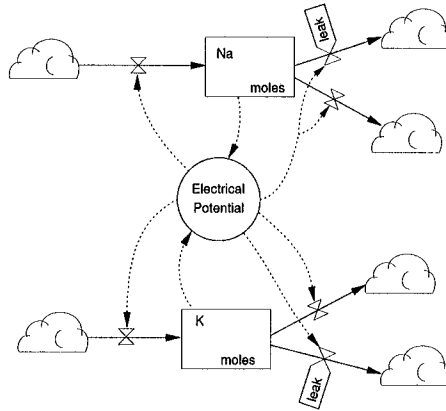 leak
Na
moles
Electrical
Potential
K
moles
leak